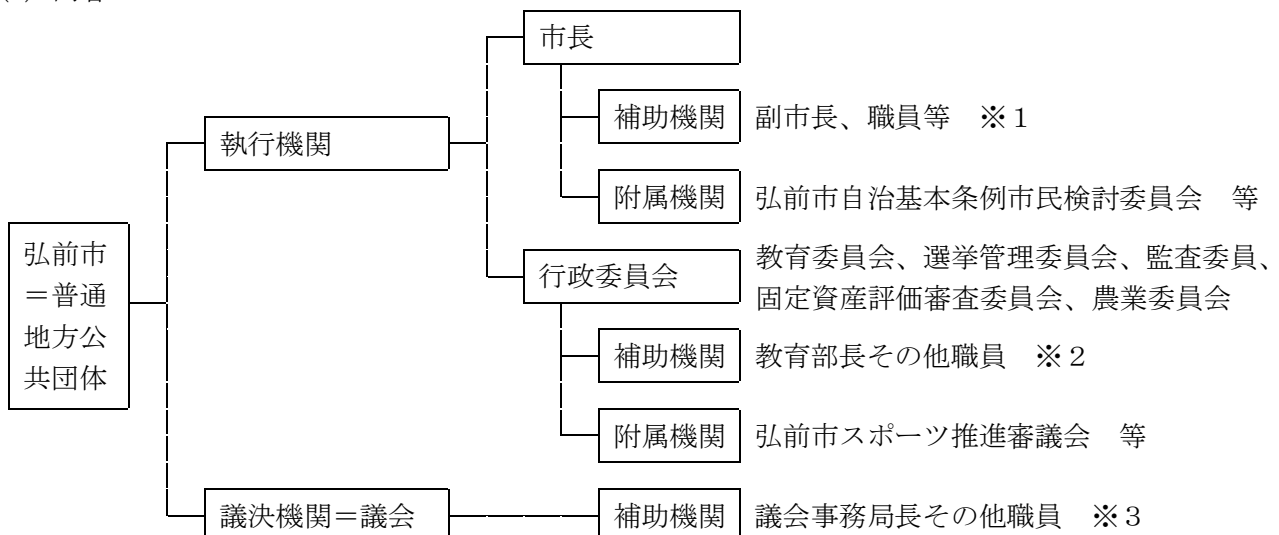 市長
補助機関 副市長、職員等 ※1
執行機関
附属機関 弘前市自治基本条例市民検討委員会 等
弘前市
＝普通
地方公
共団体
行政委員会
教育委員会、選挙管理委員会、監査委員、
固定資産評価審査委員会、農業委員会
補助機関 教育部長その他職員 ※2
附属機関 弘前市スポーツ推進審議会 等
議決機関＝議会
補助機関 議会事務局長その他職員 ※3